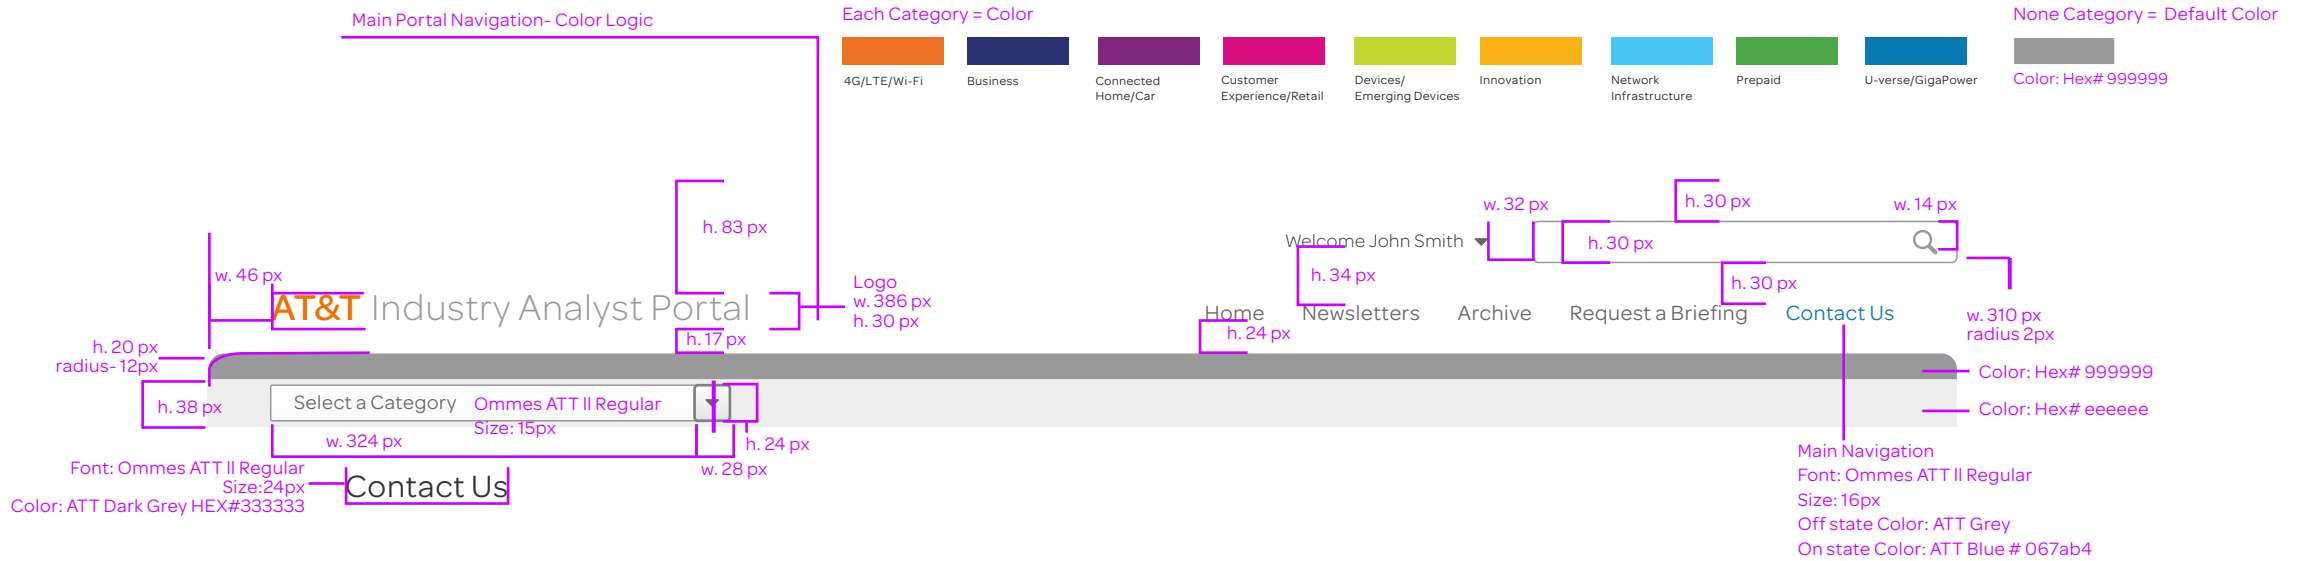 Main Portal Navigation- Color Logic
Each Category = Color
None Category = Default Color
4G/LTE/Wi-Fi
Business
Connected
Home/Car
Customer
Experience/Retail
Devices/
Emerging Devices
Innovation
Network
Infrastructure
Prepaid
U-verse/GigaPower
Color: Hex# 999999
h. 83 px
w. 32 px
h. 30 px
w. 14 px
Welcome John Smith
h. 30 px
w. 46 px
h. 34 px
h. 30 px
Logo
w. 386 px
h. 30 px
AT&T Industry Analyst Portal
Home
Newsletters
Archive
Request a Briefing
Contact Us
w. 310 px
radius 2px
h. 17 px
h. 24 px
h. 20 px
radius- 12px
Color: Hex# 999999
h. 38 px
Select a Category
Ommes ATT II Regular
Size: 15px
Color: Hex# eeeeee
w. 324 px
h. 24 px
w. 28 px
Font: Ommes ATT II Regular
Size:24px
Color: ATT Dark Grey HEX#333333
Contact Us
Main Navigation
Font: Ommes ATT II Regular
Size: 16px
Off state Color: ATT Grey
On state Color: ATT Blue # 067ab4